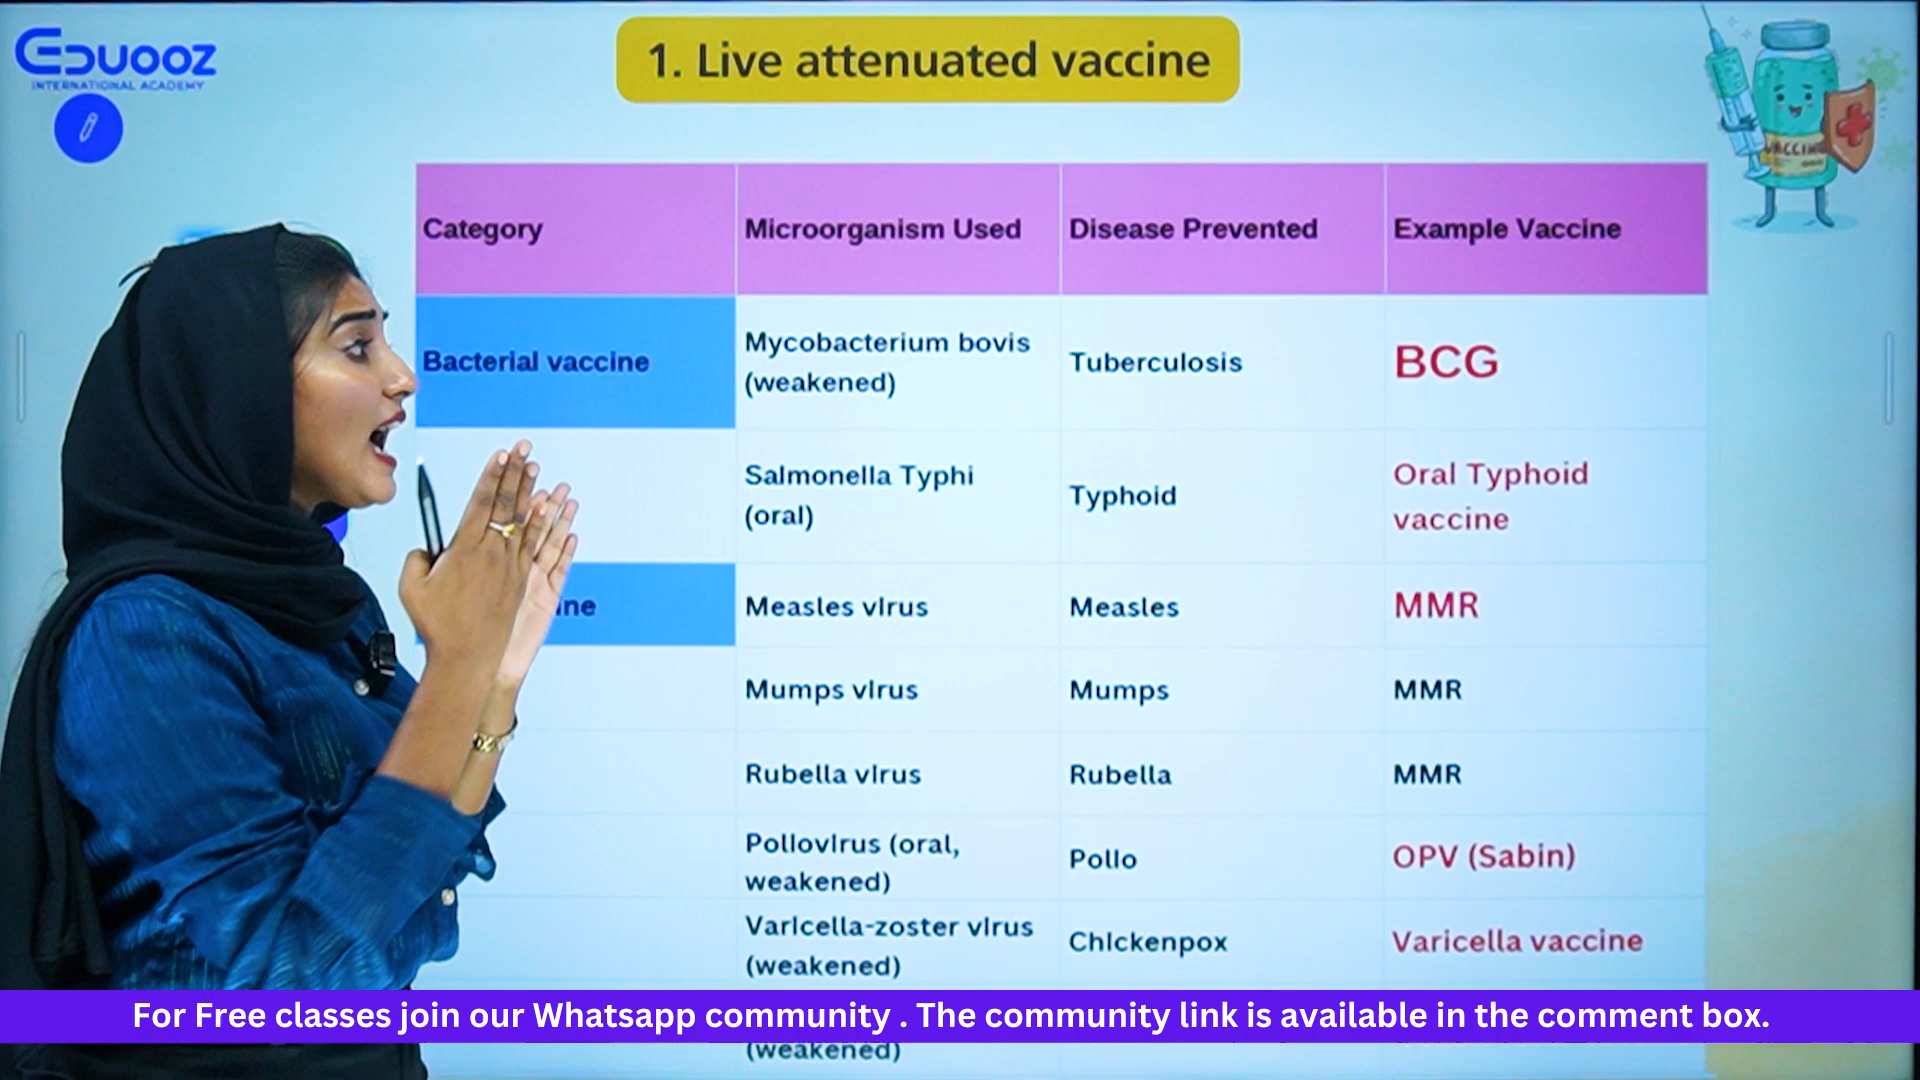 EDUOOZ
INTERNATIONAL ACADEMY
1. Live attenuated vaccine
VACCINE
Category
Microorganism Used
Disease Prevented
Example Vaccine
Bacterial vaccine
Mycobacterium bovis
(weakened)
Tuberculosis
BCG
Salmonella Typhi
(oral)
Typhoid
Oral Typhoid
vaccine
Measles virus
Measles
MMR
Mumps virus
Mumps
MMR
Rubella virus
Rubella
MMR
Poliovirus (oral,
weakened)
Polio
OPV (Sabin)
Varicella-zoster virus
(weakened)
Chickenpox
Varicella vaccine
For Free classes join our Whatsapp community . The community link is available in the comment box.
(weakened)